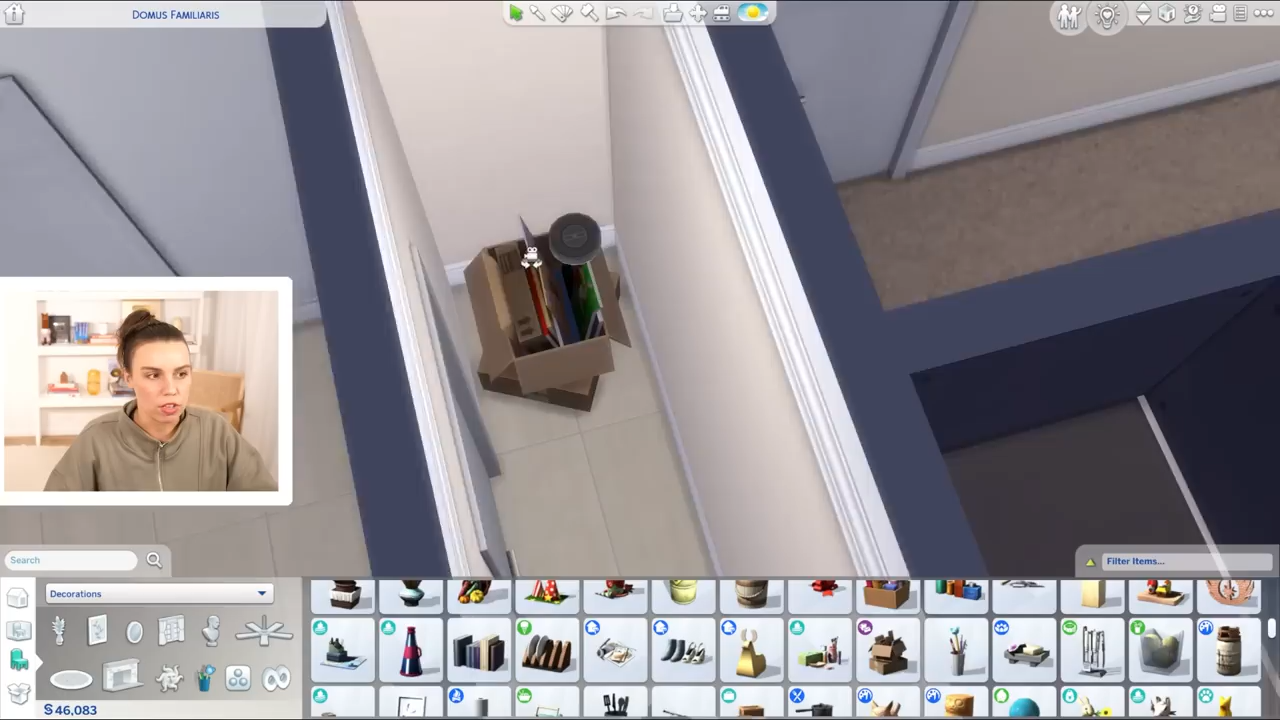 DOMUS FAMILIARIS
Search
Filter Items...
Decorations
S 46,083